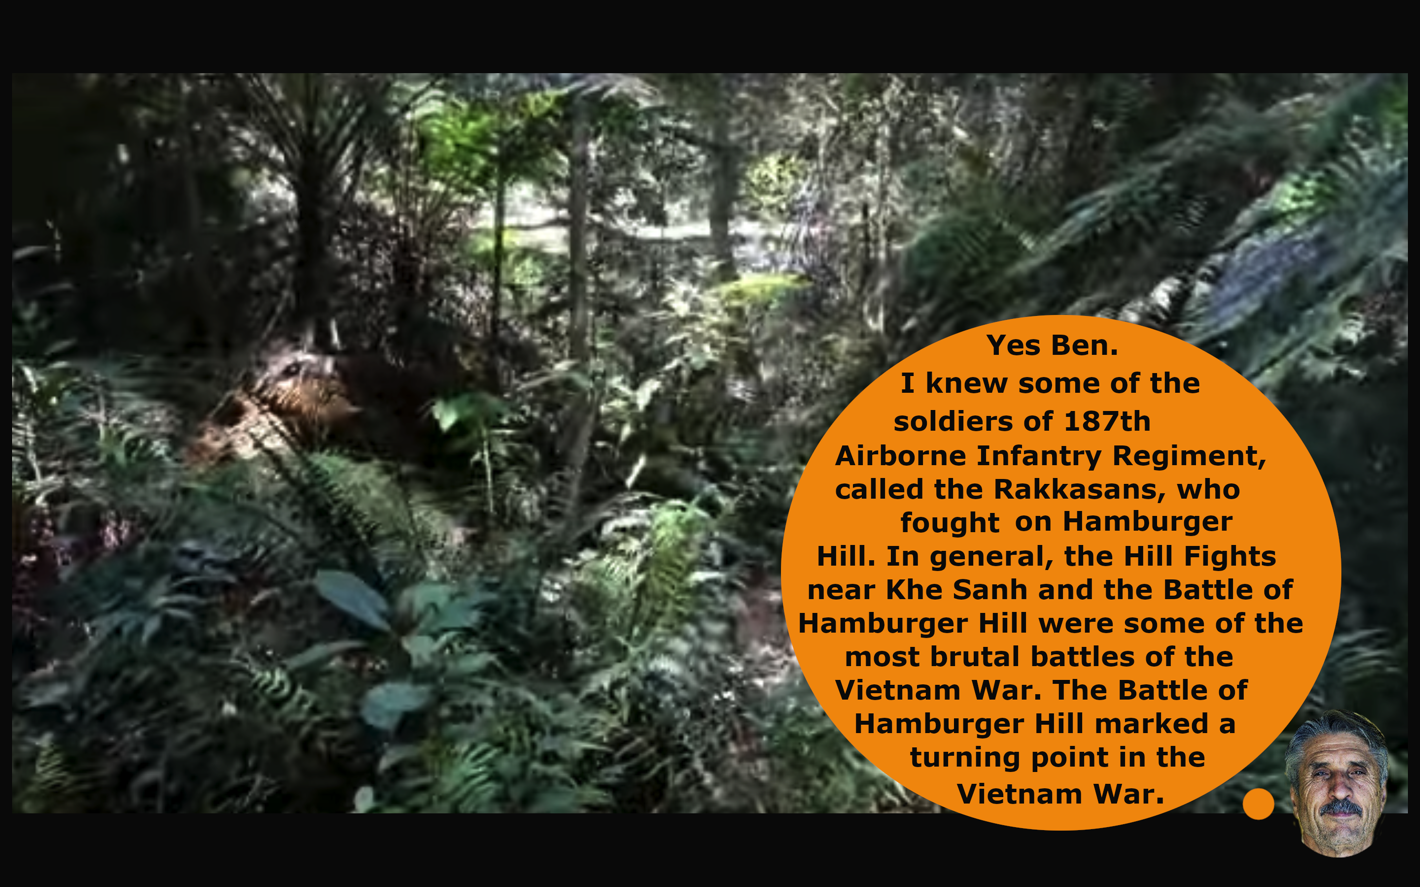 Yes Ben.
I knew some of the
soldiers of 187th
Airborne Infantry Regiment,
called the Rakkasans, who
fought on Hamburger
Hill. In general, the Hill Fights
near Khe Sanh and the Battle of
Hamburger Hill were some of the
most brutal battles of the
Vietnam War. The Battle of
Hamburger Hill marked a
turning point in the
Vietnam War.